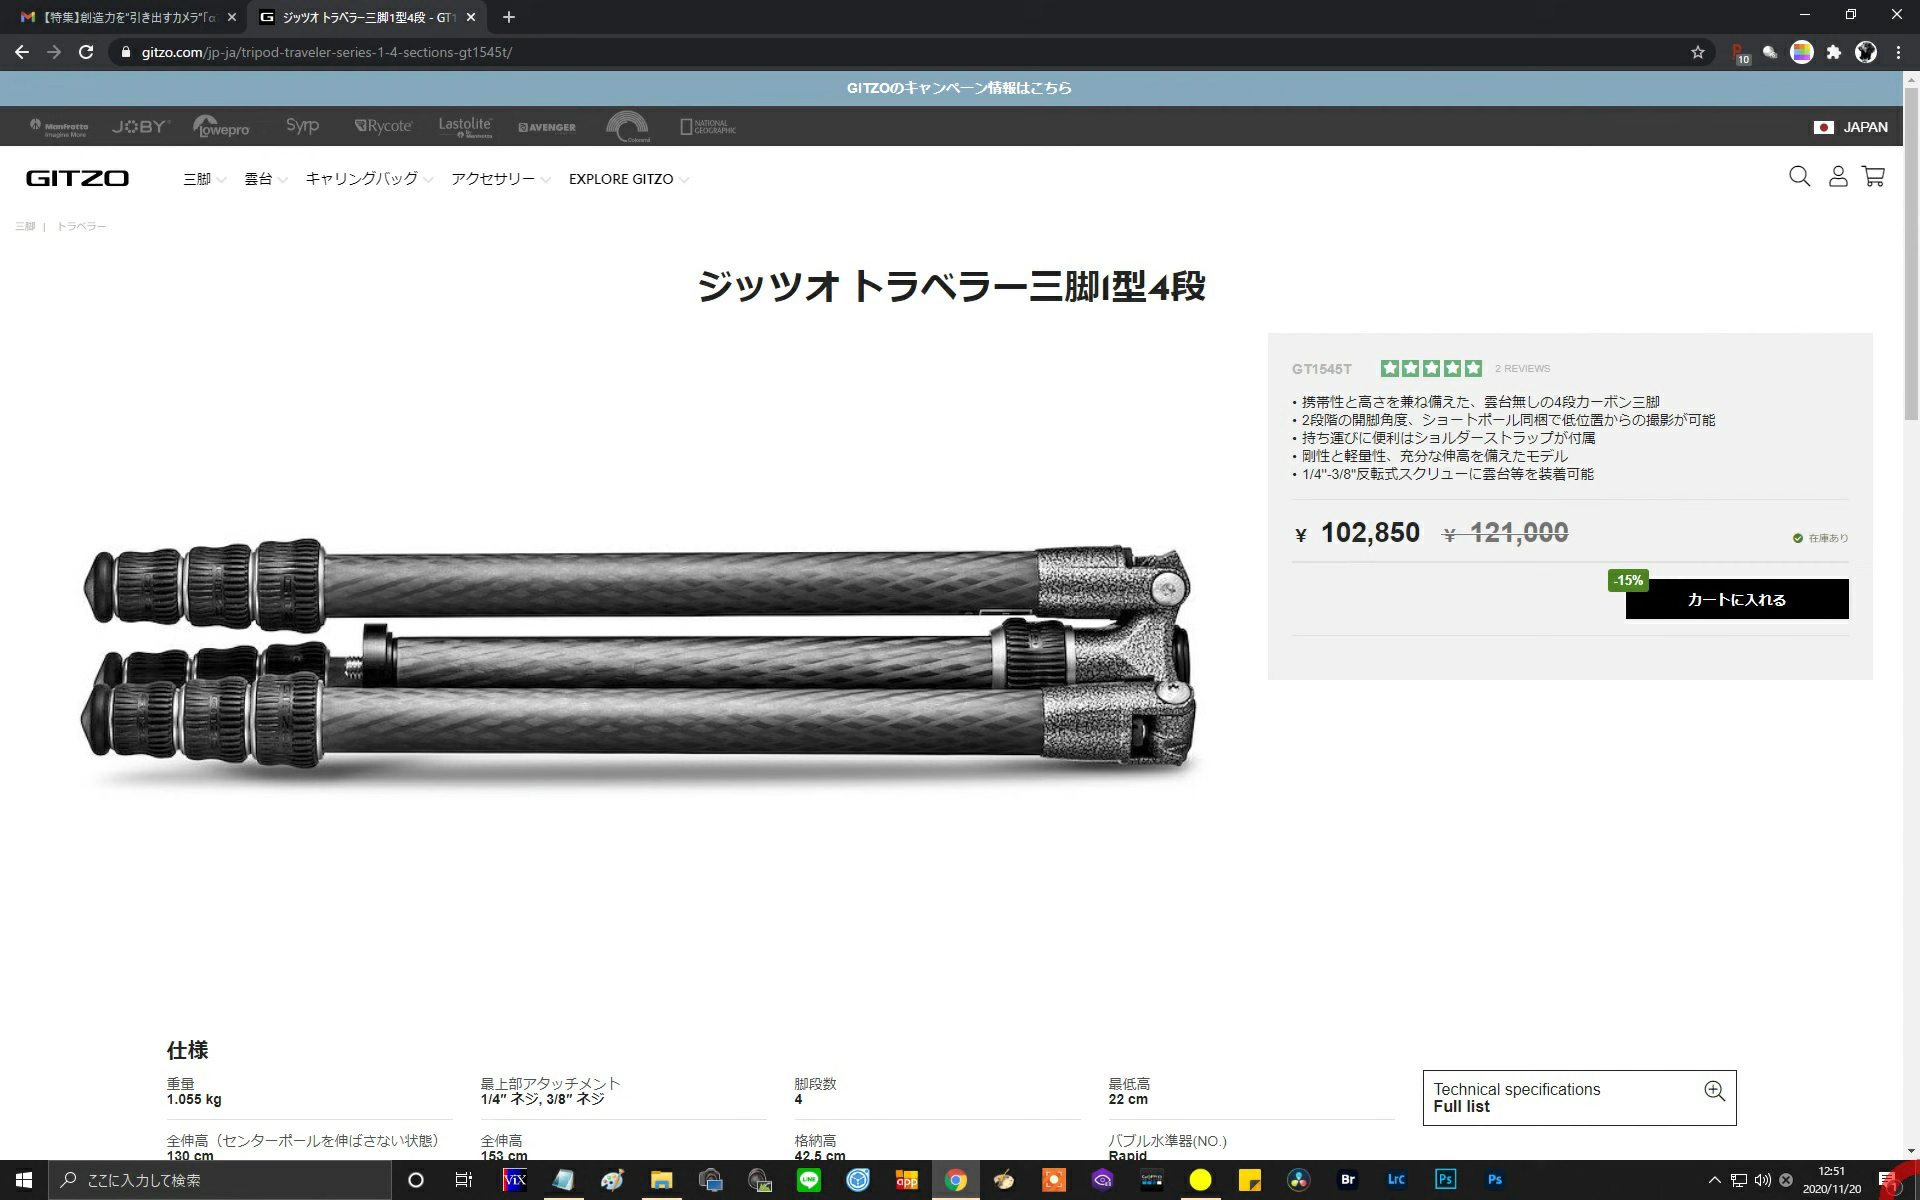 【特集】創造力を“引き出すカメラ”「α
ジッツオ トラベラー三脚1型4段 - GT1
gitzo.com/jp-ja/tripod-traveler-series-1-4-sections-gt1545t/
10
GITZOのキャンペーン情報はこちら
Manfrotto
Imagine More
JOBY
Lowepro
Syrp
Rycote
Lastolite
AVENGER
Colorama
NATIONAL
GEOGRAPHIC
JAPAN
GITZO
三脚
雲台
キャリングバッグ
アクセサリー
EXPLORE GITZO
三脚 | トラベラー
ジッツオ トラベラー三脚1型4段
GT1545T
2 REVIEWS
• 携帯性と高さを兼ね備えた、雲台無しの4段カーボン三脚
• 2段階の開脚角度、ショートポール同梱で低位置からの撮影が可能
• 持ち運びに便利はショルダーストラップが付属
• 剛性と軽量性、充分な伸高を備えたモデル
• 1/4"-3/8"反転式スクリューに雲台等を装着可能
¥ 102,850 ¥ 121,000
在庫あり
-15%
カートに入れる
仕様
重量
1.055 kg
最上部アタッチメント
1/4″ ネジ, 3/8″ ネジ
脚段数
4
最低高
22 cm
Technical specifications
Full list
全伸高（センターポールを伸ばさない状態）
130 cm
全伸高
153 cm
格納高
42.5 cm
バブル水準器(NO.)
Rapid
ここに入力して検索
ViX
LINE
app
Br
Lrc
Ps
Ps
12:51
2020/11/20
1